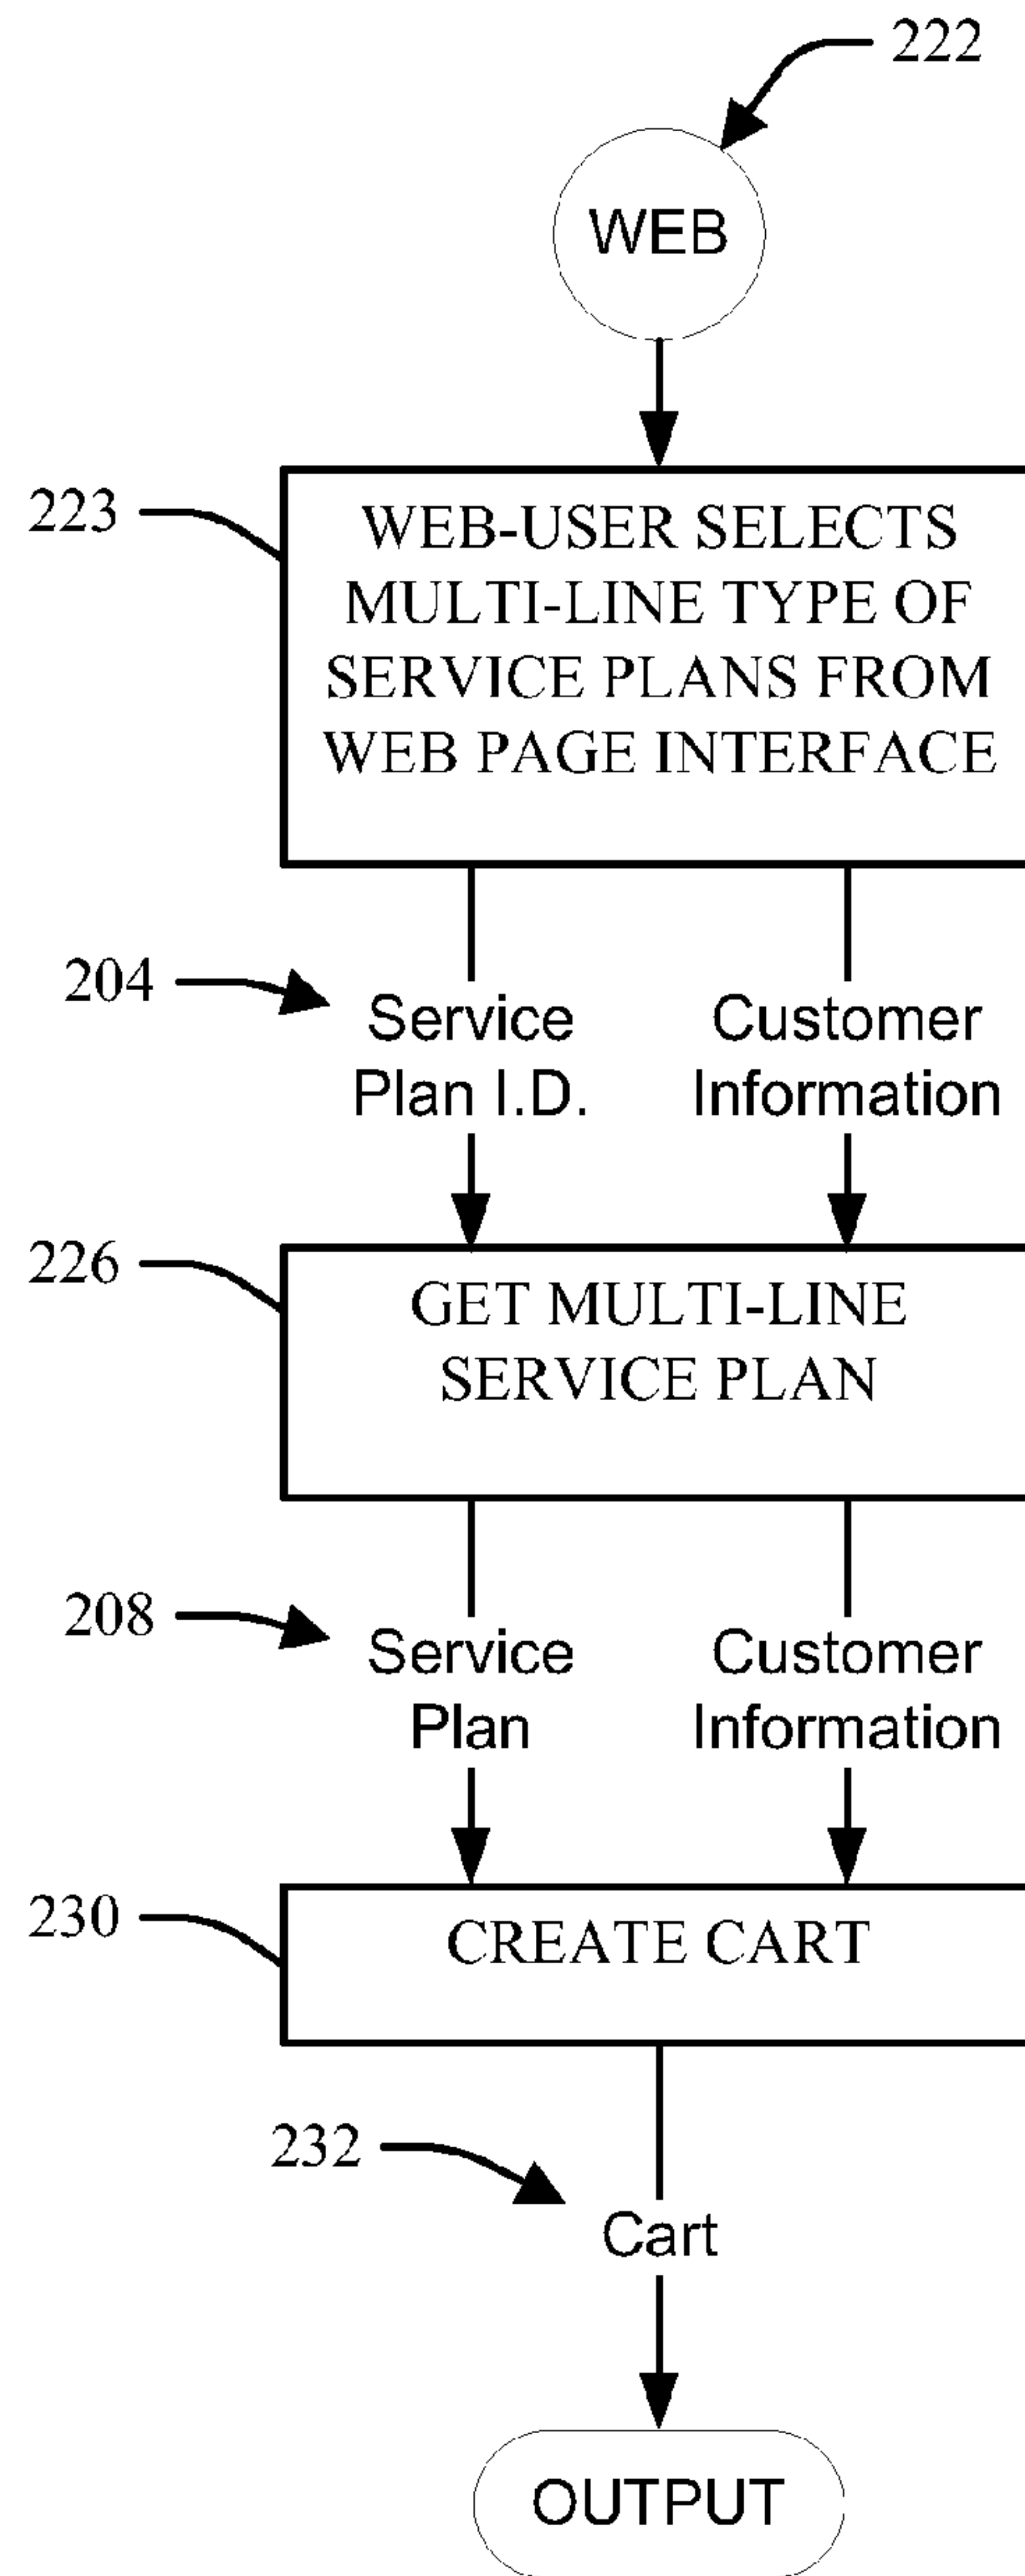 222
WEB
223
WEB-USER SELECTS
MULTI-LINE TYPE OF
SERVICE PLANS FROM
WEB PAGE INTERFACE
204
Service
Plan I.D.
Customer
Information
226
GET MULTI-LINE
SERVICE PLAN
208
Service
Plan
Customer
Information
230
CREATE CART
232
Cart
OUTPUT